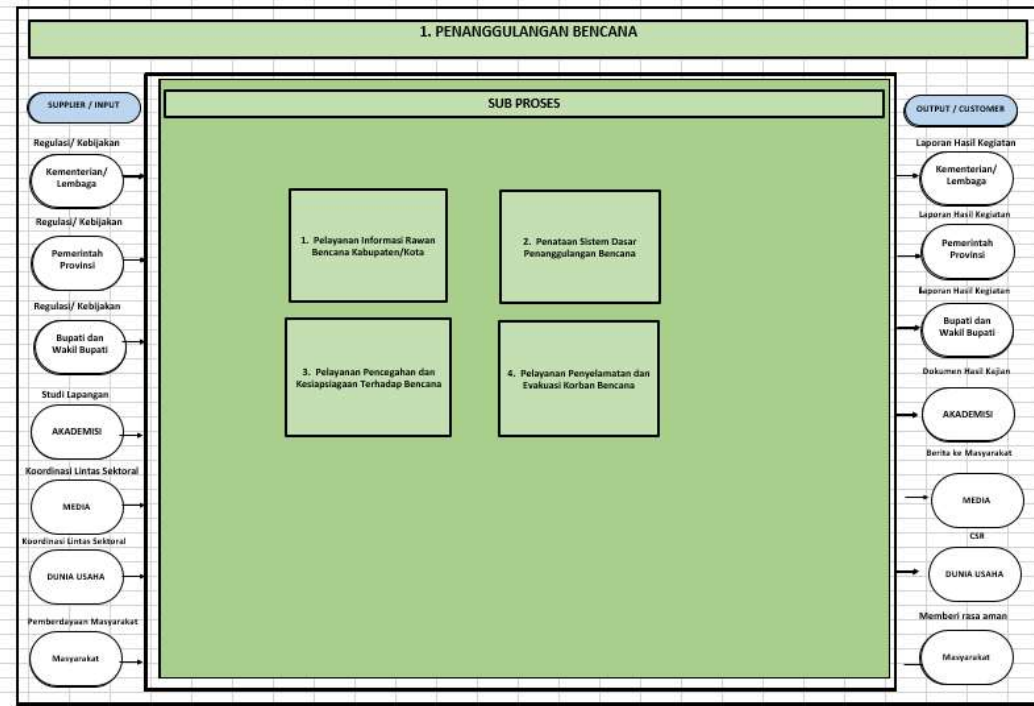 1. PENANGGULANGAN BENCANA
SUPPLIER / INPUT
Regulasi/ Kebijakan
Kementerian/
Lembaga
Regulasi/ Kebijakan
Pemerintah
Provinsi
Regulasi/ Kebijakan
Bupati dan
Wakil Bupati
Studi Lapangan
AKADEMISI
Koordinasi Lintas Sektoral
MEDIA
Koordinasi Lintas Sektoral
DUNIA USAHA
Pemberdayaan Masyarakat
Masyarakat
SUB PROSES
1. Pelayanan Informasi Rawan
Bencana Kabupaten/Kota
2. Penataan Sistem Dasar
Penanggulangan Bencana
3. Pelayanan Pencegahan dan
Kesiapsiagaan Terhadap Bencana
4. Pelayanan Penyelamatan dan
Evakuasi Korban Bencana
OUTPUT / CUSTOMER
Laporan Hasil Kegiatan
Kementerian/
Lembaga
Laporan Hasil Kegiatan
Pemerintah
Provinsi
Laporan Hasil Kegiatan
Bupati dan
Wakil Bupati
Dokumen Hasil Kajian
AKADEMISI
Berita ke Masyarakat
MEDIA
CSR
DUNIA USAHA
Memberi rasa aman
Masyarakat